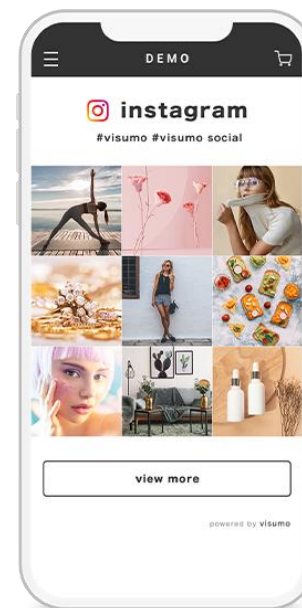 DEMO
instagram
#visumo #visumo social
view more
powered by visumo